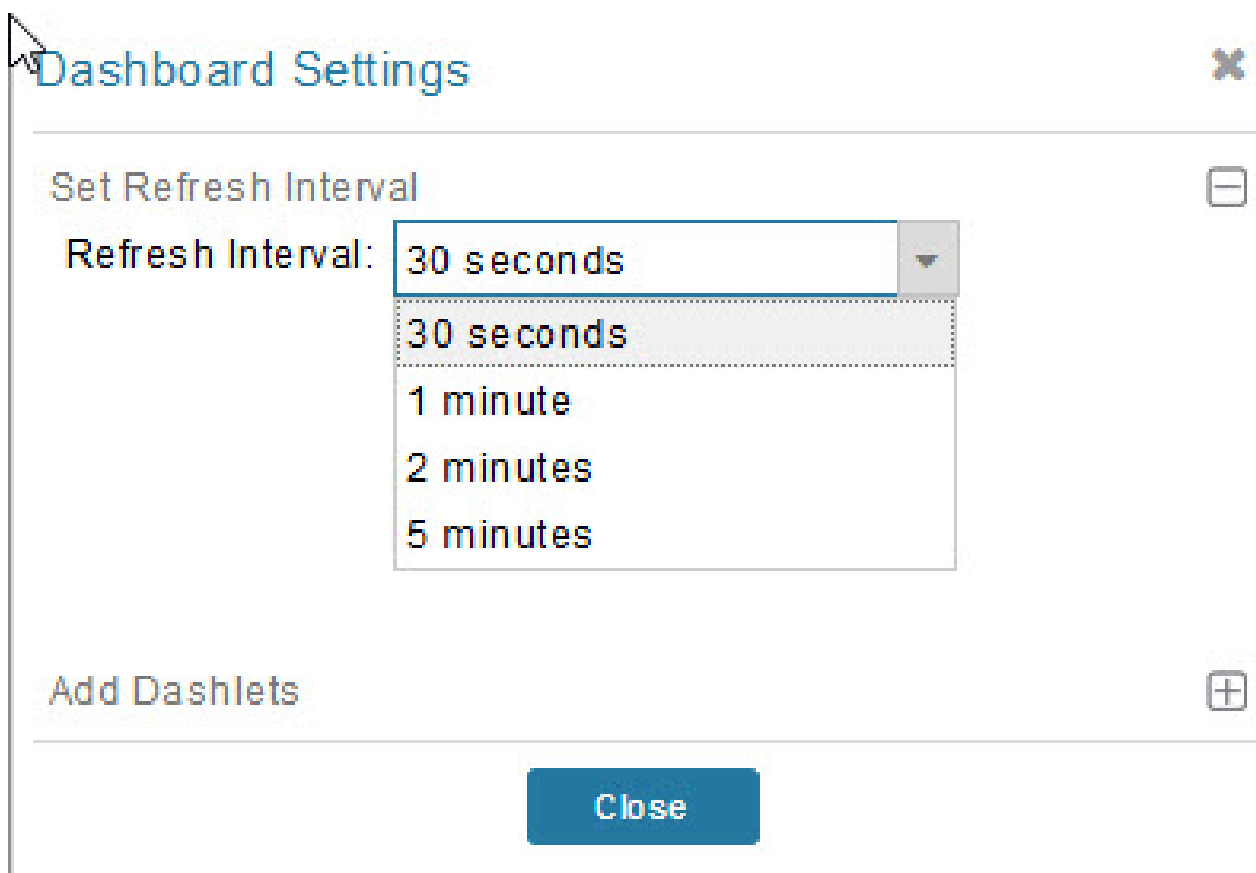 Dashboard Settings
Set Refresh Interval
Refresh Interval: 30 seconds
30 seconds
1 minute
2 minutes
5 minutes
Add Dashlets
Close